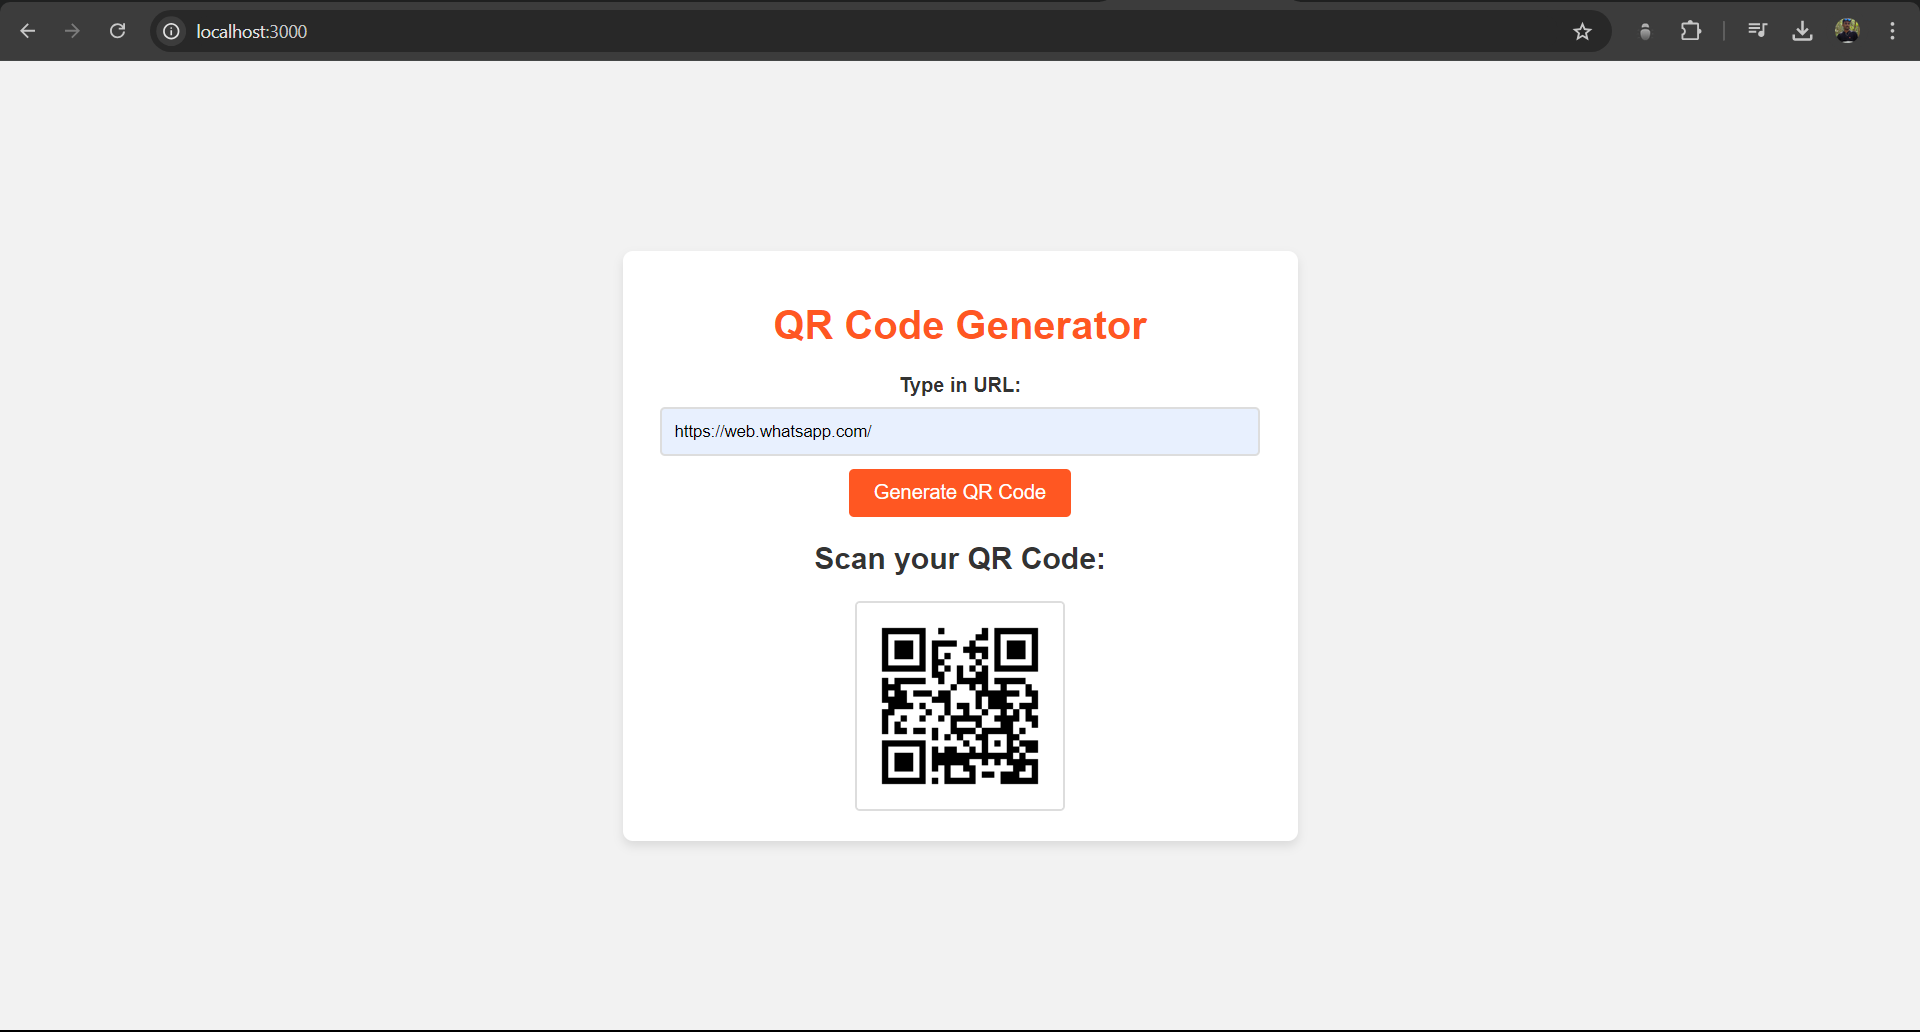 localhost:3000
QR Code Generator
Type in URL:
https://web.whatsapp.com/
Generate QR Code
Scan your QR Code: